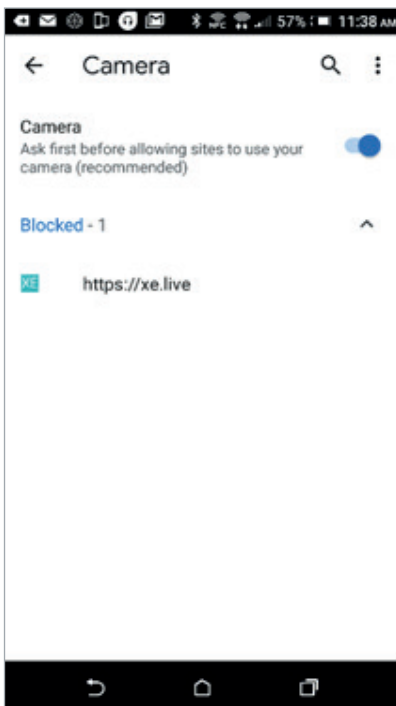 57% 11:38 AM
Camera
Camera
Ask first before allowing sites to use your
camera (recommended)
Blocked - 1
XE https://xe.live